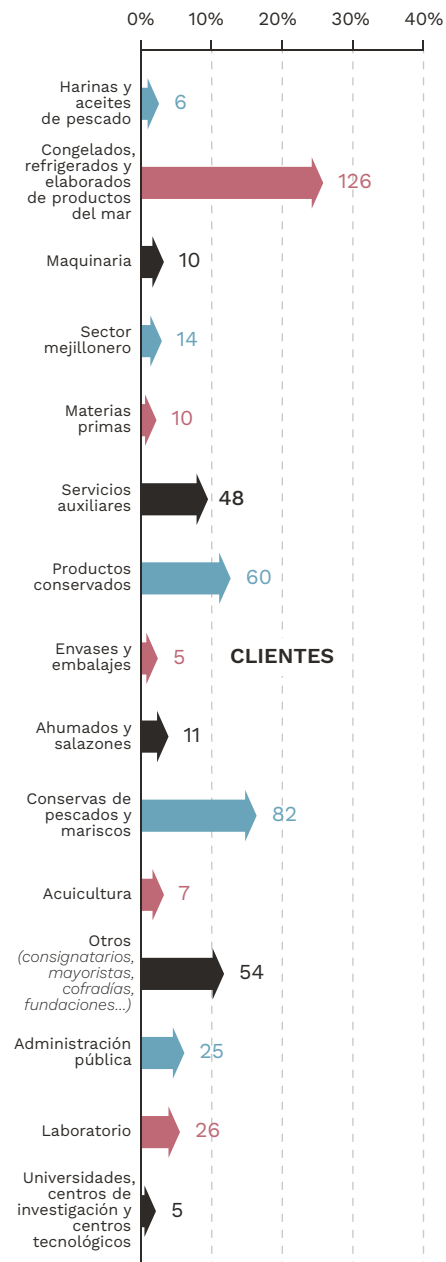 0% 10% 20% 30% 40%
Harinas y
aceites
de pescado
6
Congelados,
refrigerados y
elaborados
de productos
del mar
126
Maquinaria
10
Sector
mejillonero
14
Materias
primas
10
Servicios
auxiliares
48
Productos
conservados
60
Envases y
embalajes
5
CLIENTES
Ahumados y
salazones
11
Conservas de
pescados y
mariscos
82
Acuicultura
7
Otros
(consignatarios,
mayoristas,
cofradías,
fundaciones...)
54
Administración
pública
25
Laboratorio
26
Universidades,
centros de
investigación y
centros
tecnológicos
5